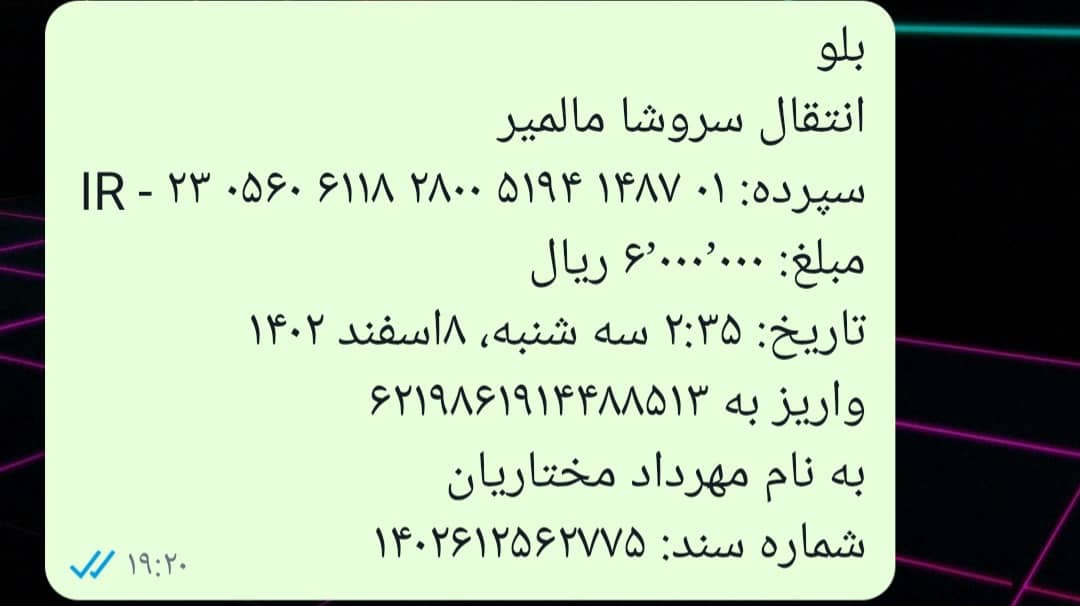 بلو
انتقال سروشا مالمیر
سپرده: IR - ۲۳ ۰۵۶۰ ۶۱۱۸ ۲۸۰۰ ۵۱۹۴ ۱۴۸۷ ۰۱
مبلغ: ۶٬۰۰۰٬۰۰۰ ریال
تاریخ: ۲:۳۵ سه شنبه، ۸اسفند ۱۴۰۲
واریز به ۶۲۱۹۸۶۱۹۱۴۴۸۸۵۱۳
به نام مهرداد مختاریان
شماره سند: ۱۴۰۲۶۱۲۵۶۲۷۷۵
۱۹:۲۰